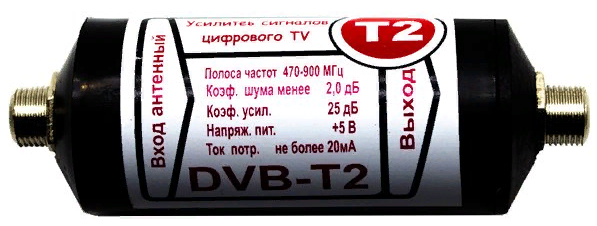 Усилитеь сигналов
цифрового TV
T2
Вход антенный
Полоса частот 470-900 МГц
Коэф. шума менее 2,0 дБ
Коэф. усил. 25 дБ
Напряж. пит. +5 В
Ток потр. не более 20мА
Выход
DVB-T2